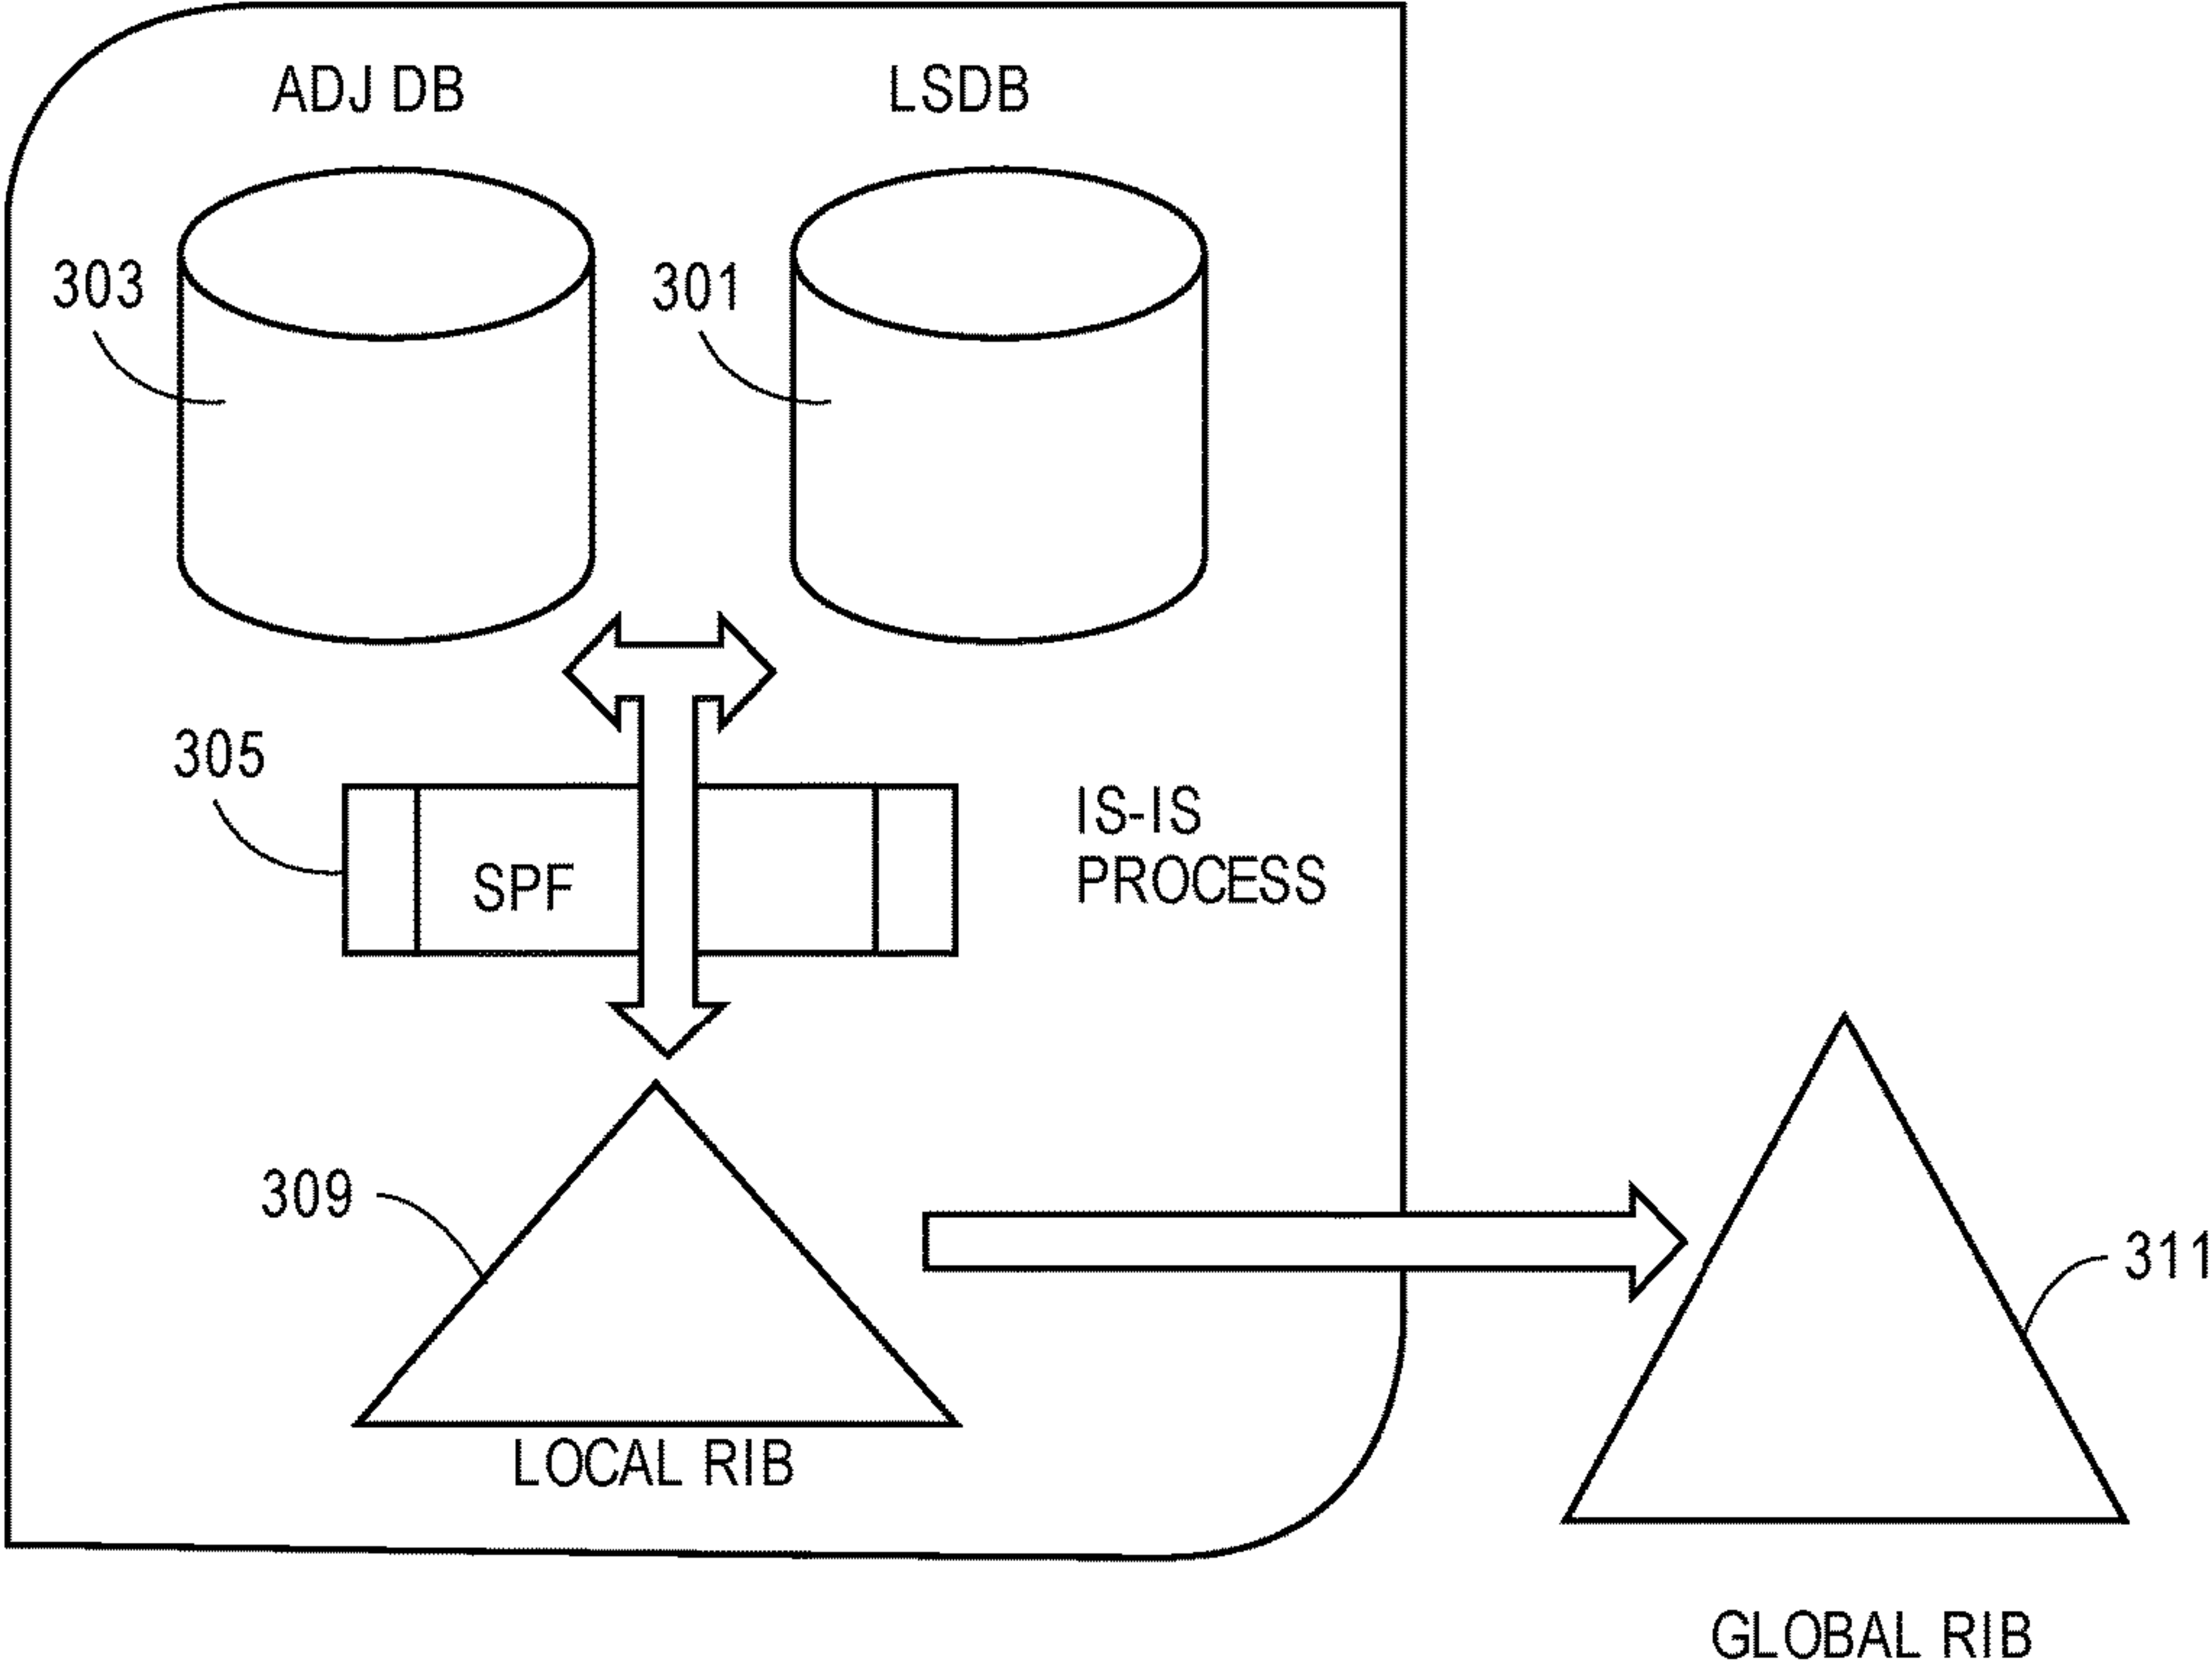 ADJ DB
LSDB
303
301
305
SPF
IS-IS
PROCESS
309
311
LOCAL RIB
GLOBAL RIB